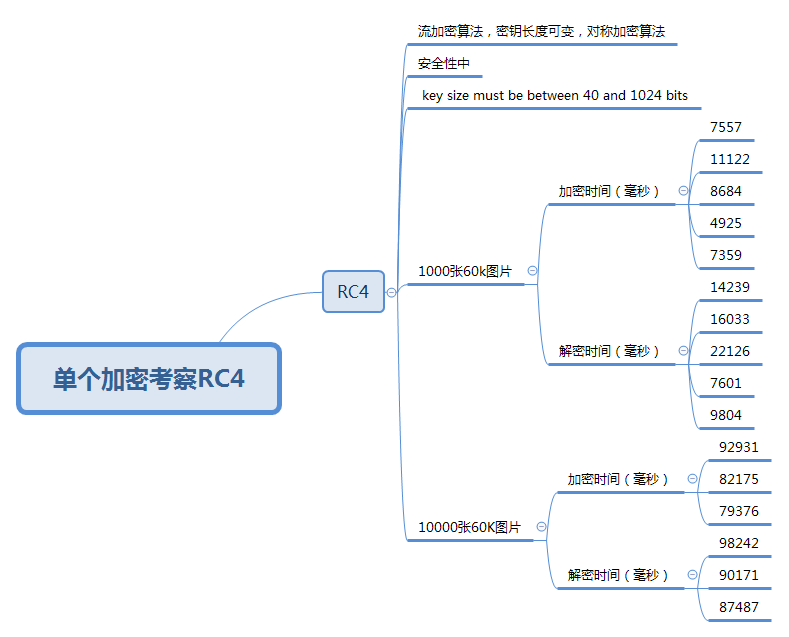 流加密算法，密钥长度可变，对称加密算法
安全性中
key size must be between 40 and 1024 bits
7557
11122
加密时间（毫秒）
8684
4925
7359
1000张60k图片
14239
RC4
16033
解密时间（毫秒）
22126
7601
单个加密考察RC4
9804
92931
加密时间（毫秒）
82175
79376
10000张60K图片
98242
解密时间（毫秒）
90171
87487